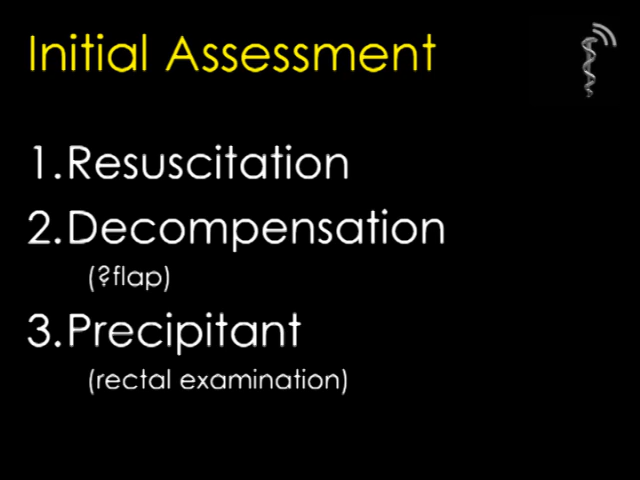 Initial Assessment
1.Resuscitation
2.Decompensation
(?flap)
3.Precipitant
(rectal examination)